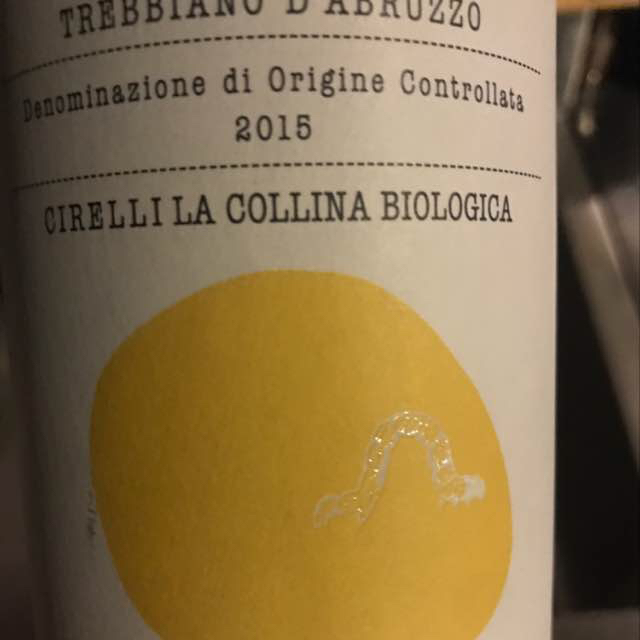 TREBBIANO D'ABRUZZO
Denominazione di Origine Controllata
2015
CIRELLI LA COLLINA BIOLOGICA